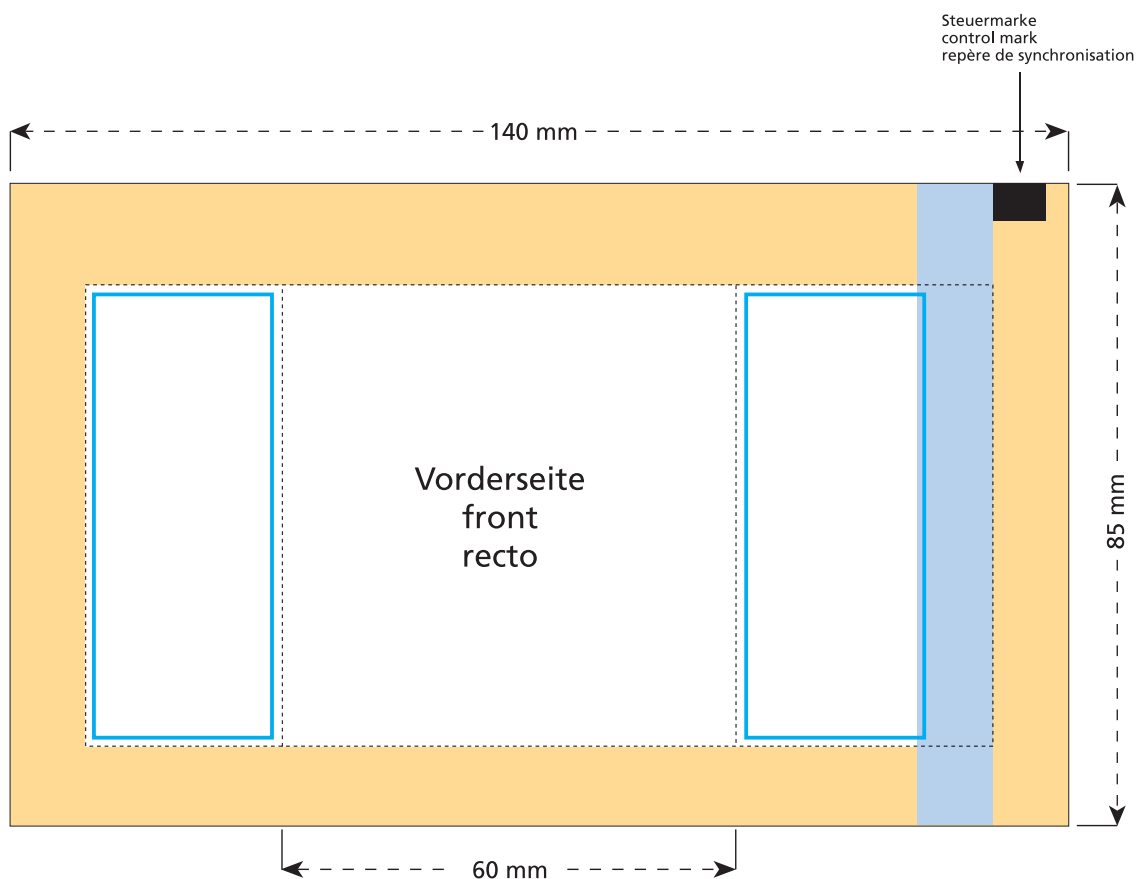 Steuermarke
control mark
repère de synchronisation
140 mm
Vorderseite
front
recto
85 mm
60 mm